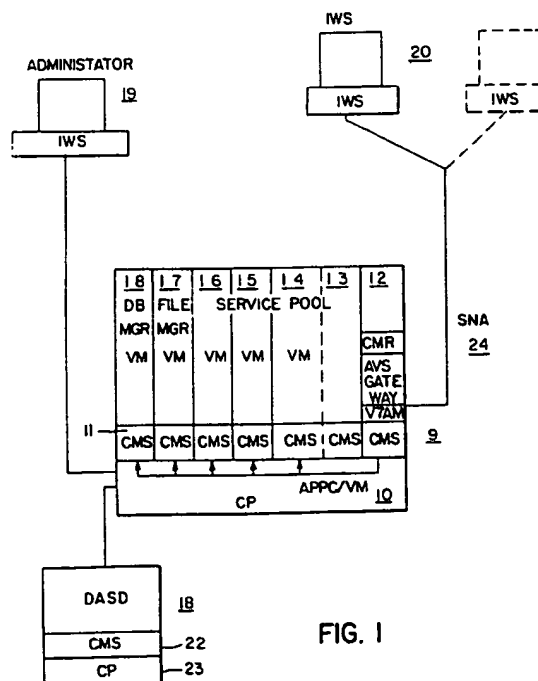 IWS
20
IWS
IWS
ADMINISTATOR
19
IWS
18 17 16 15 14 13 12
DB FILE SERVICE POOL
MGR MGR
VM VM VM VM VM
CMR
AVS
GATE
WAY
V7AM
SNA
24
11
CMS CMS CMS CMS CMS CMS CMS
9
APPC/VM
CP
10
DASD
18
CMS
22
CP
23
FIG. 1